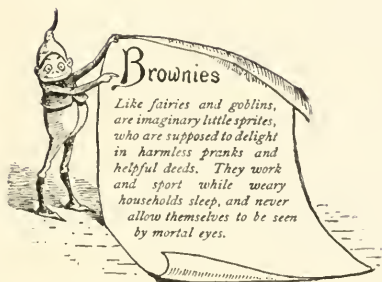 Brownies
Like fairies and goblins,
are imaginary little sprites,
who are supposed to delight
in harmless pranks and
helpful deeds. They work
and sport while weary
households sleep, and never
allow themselves to be seen
by mortal eyes.